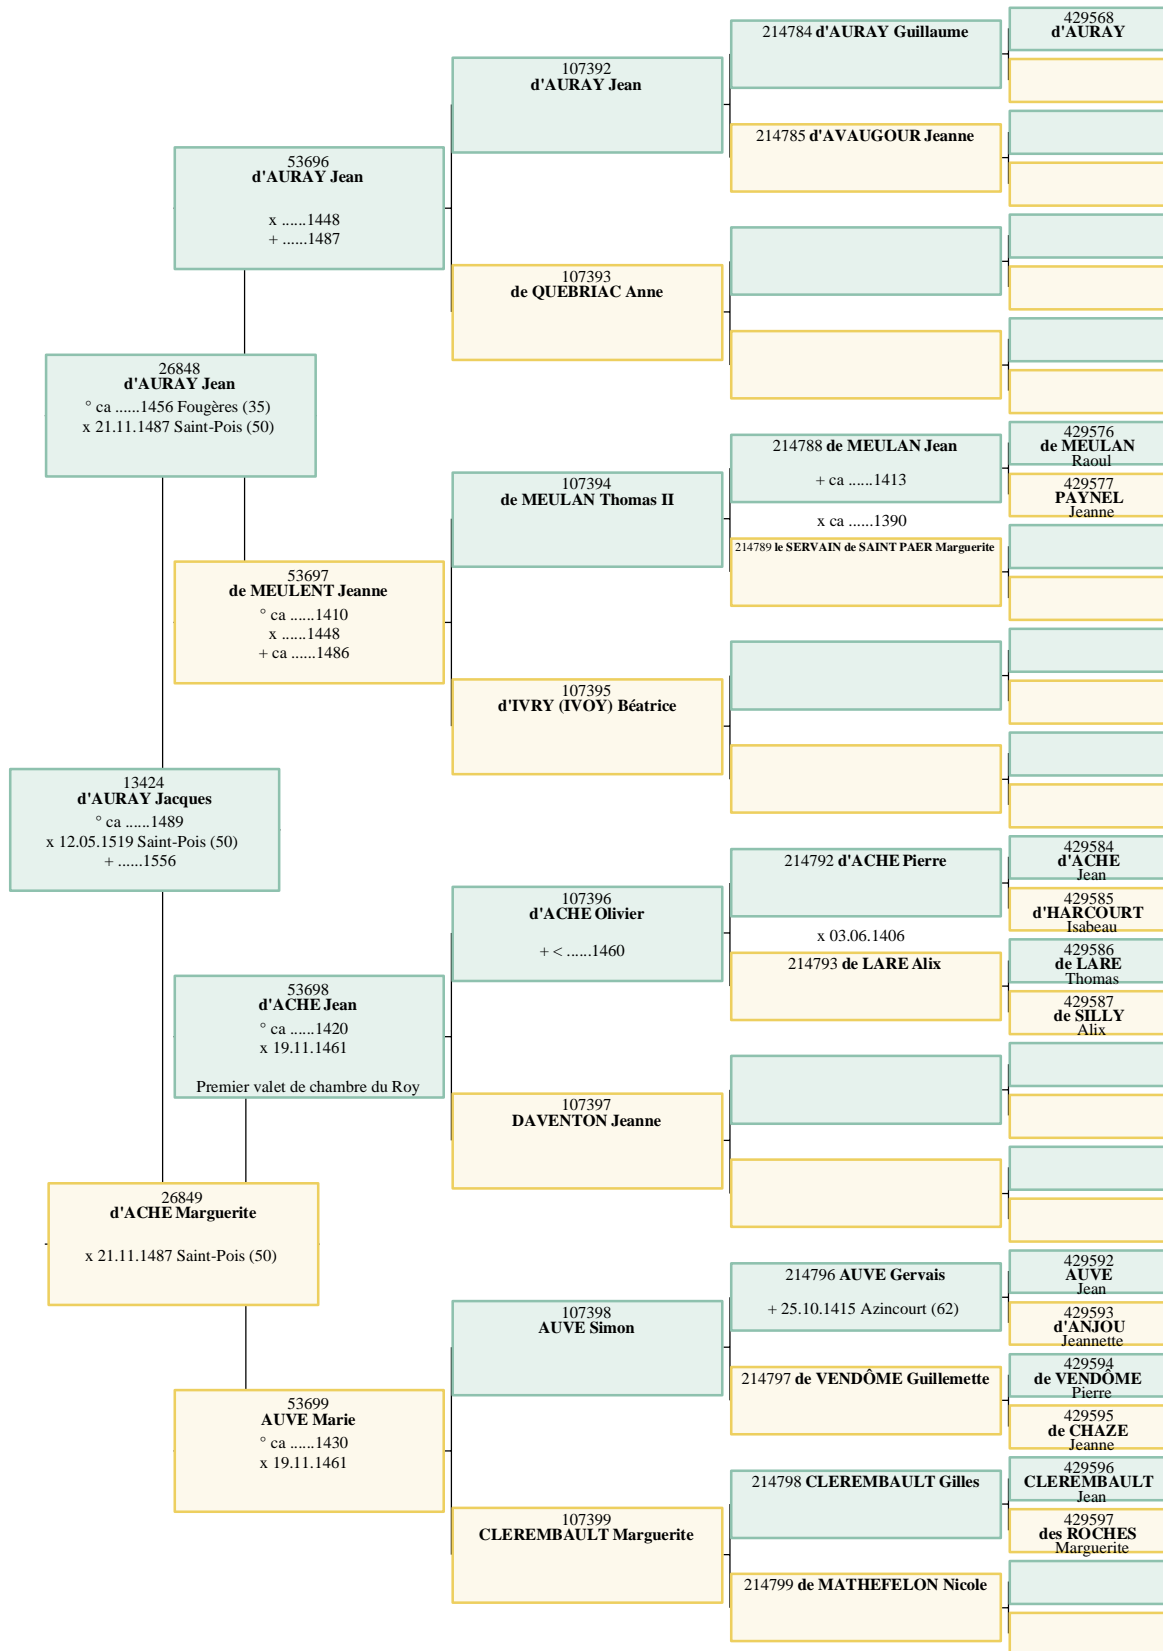 13424
d'AURAY Jacques
° ca ......1489
x 12.05.1519 Saint-Pois (50)
+ ......1556
26848
d'AURAY Jean
° ca ......1456 Fougères (35)
x 21.11.1487 Saint-Pois (50)
26849
d'ACHE Marguerite
x 21.11.1487 Saint-Pois (50)
53696
d'AURAY Jean
x ......1448
+ ......1487
53697
de MEULENT Jeanne
° ca ......1410
x ......1448
+ ca ......1486
53698
d'ACHE Jean
° ca ......1420
x 19.11.1461
Premier valet de chambre du Roy
53699
AUVE Marie
° ca ......1430
x 19.11.1461
107392
d'AURAY Jean
107393
de QUEBRIAC Anne
107394
de MEULAN Thomas II
107395
d'IVRY (IVOY) Béatrice
107396
d'ACHE Olivier
+ < ......1460
107397
DAVENTON Jeanne
107398
AUVE Simon
107399
CLEREMBAULT Marguerite
214784 d'AURAY Guillaume
214785 d'AVAUGOUR Jeanne
214788 de MEULAN Jean
+ ca ......1413
x ca ......1390
214789 le SERVAIN de SAINT PAER Marguerite
214792 d'ACHE Pierre
x 03.06.1406
214793 de LARE Alix
214796 AUVE Gervais
+ 25.10.1415 Azincourt (62)
214797 de VENDÔME Guillemette
214798 CLEREMBAULT Gilles
214799 de MATHEFELON Nicole
429568
d'AURAY
429576
de MEULAN
Raoul
429577
PAYNEL
Jeanne
429584
d'ACHE
Jean
429585
d'HARCOURT
Isabeau
429586
de LARE
Thomas
429587
de SILLY
Alix
429592
AUVE
Jean
429593
d'ANJOU
Jeannette
429594
de VENDÔME
Pierre
429595
de CHAZE
Jeanne
429596
CLEREMBAULT
Jean
429597
des ROCHES
Marguerite